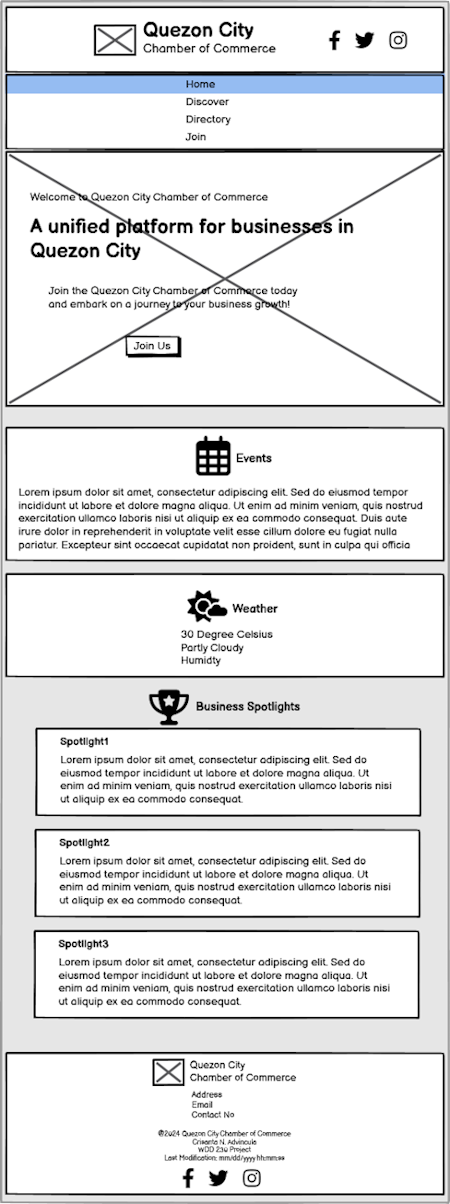 Quezon City
Chamber of Commerce
Home
Discover
Directory
Join
Welcome to Quezon City Chamber of Commerce
A unified platform for businesses in
Quezon City
Join the Quezon City Chamber of Commerce today
and embark on a journey to your business growth!
Join Us
Events
Lorem ipsum dolor sit amet, consectetur adipiscing elit. Sed do eiusmod tempor
incididunt ut labore et dolore magna aliqua. Ut enim ad minim veniam, quis nostrud
exercitation ullamco laboris nisi ut aliquip ex ea commodo consequat. Duis aute
irure dolor in reprehenderit in voluptate velit esse cillum dolore eu fugiat nulla
pariatur. Excepteur sint occaecat cupidatat non proident, sunt in culpa qui officia
Weather
30 Degree Celsius
Partly Cloudy
Humidty
Business Spotlights
Spotlight1
Lorem ipsum dolor sit amet, consectetur adipiscing elit. Sed do
eiusmod tempor incididunt ut labore et dolore magna aliqua. Ut
enim ad minim veniam, quis nostrud exercitation ullamco laboris nisi
ut aliquip ex ea commodo consequat.
Spotlight2
Lorem ipsum dolor sit amet, consectetur adipiscing elit. Sed do
eiusmod tempor incididunt ut labore et dolore magna aliqua. Ut
enim ad minim veniam, quis nostrud exercitation ullamco laboris nisi
ut aliquip ex ea commodo consequat.
Spotlight3
Lorem ipsum dolor sit amet, consectetur adipiscing elit. Sed do
eiusmod tempor incididunt ut labore et dolore magna aliqua. Ut
enim ad minim veniam, quis nostrud exercitation ullamco laboris nisi
ut aliquip ex ea commodo consequat.
Quezon City
Chamber of Commerce
Address
Email
Contact No
©2024 Quezon City Chamber of Commerce
Crisanta N. Advincula
WDD 230 Project
Last Modification: mm/dd/yyyy hh:mm:ss